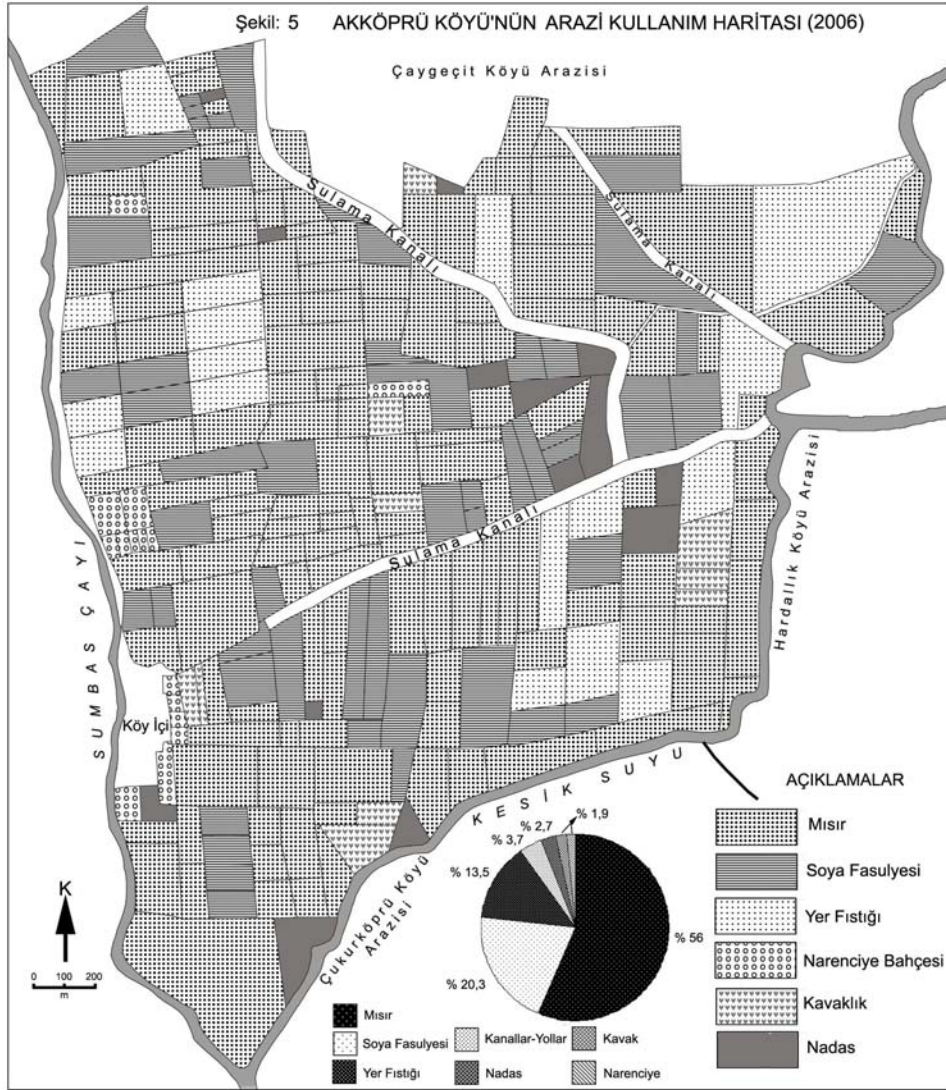 Şekil: 5 AKKÖPRÜ KÖYÜ'NÜN ARAZİ KULLANIM HARİTASI (2006)
Çaygeçit Köyü Arazisi
Sulama Kanalı
Sulama Kanalı
Sulama Kanalı
Hardallık Köyü Arazisi
SUMBAS ÇAYI
Köy İçi
KESİK SUYU
Çukurköprü Köyü
Arazisi
K
0 100 200
m
AÇIKLAMALAR
Mısır
Soya Fasulyesi
Yer Fıstığı
Narenciye Bahçesi
Kavaklık
Nadas
% 1,9
% 2,7
% 3,7
% 13,5
% 56
% 20,3
Mısır
Soya Fasulyesi Kanallar-Yollar Kavak
Yer Fıstığı Nadas Narenciye